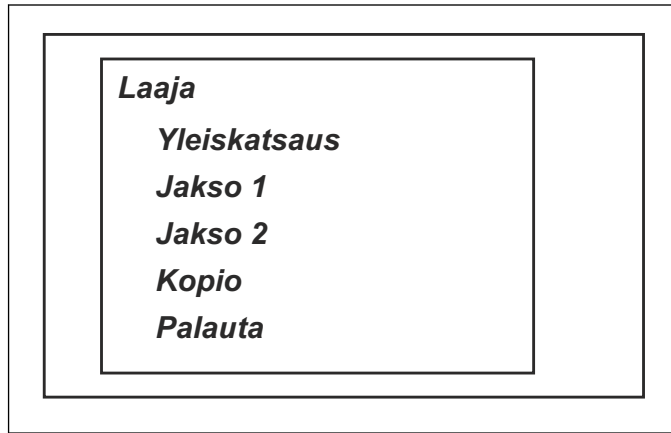 Laaja
Yleiskatsaus
Jakso 1
Jakso 2
Kopio
Palauta